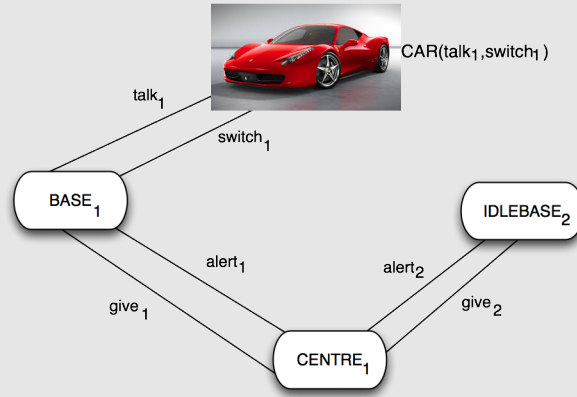 CAR(talk1,switch1)
talk1
switch1
BASE1
IDLEBASE2
alert1
alert2
give1
give2
CENTRE1